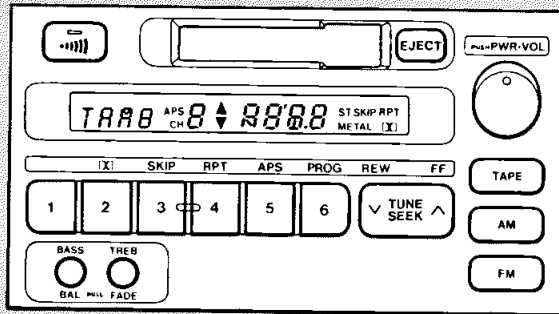 EJECT
PUSH PWR·VOL
TAPE
AM
FM
APS
CH
ST SKIP RPT
METAL [X]
[X] SKIP RPT APS PROG REW FF
1 2 3 4 5 6
TUNE
SEEK
BASS TREB
BAL PULL FADE